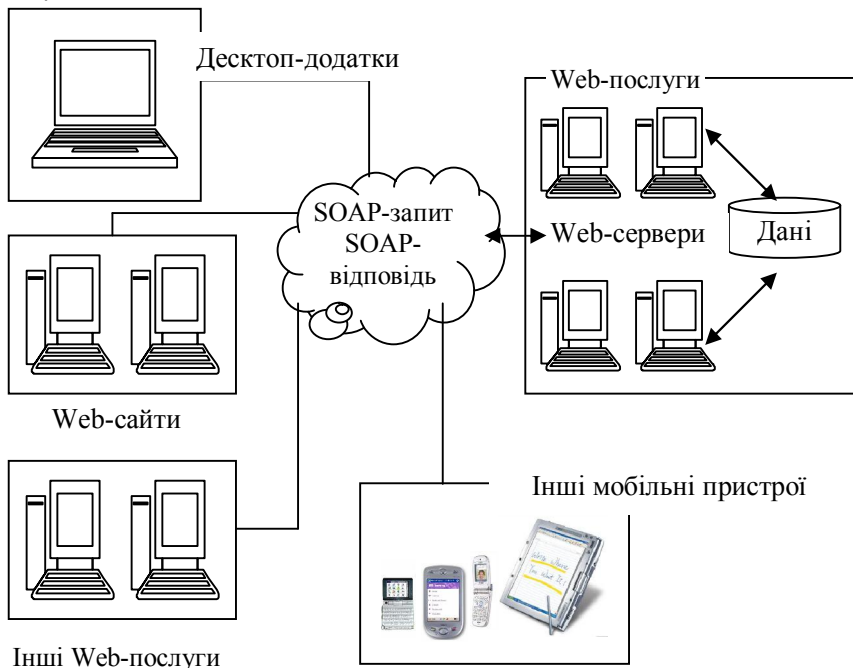 Десктоп-додатки
Web-послуги
SOAP-запит
SOAP-
відповідь
Web-сервери
Дані
Web-сайти
Інші мобільні пристрої
Інші Web-послуги